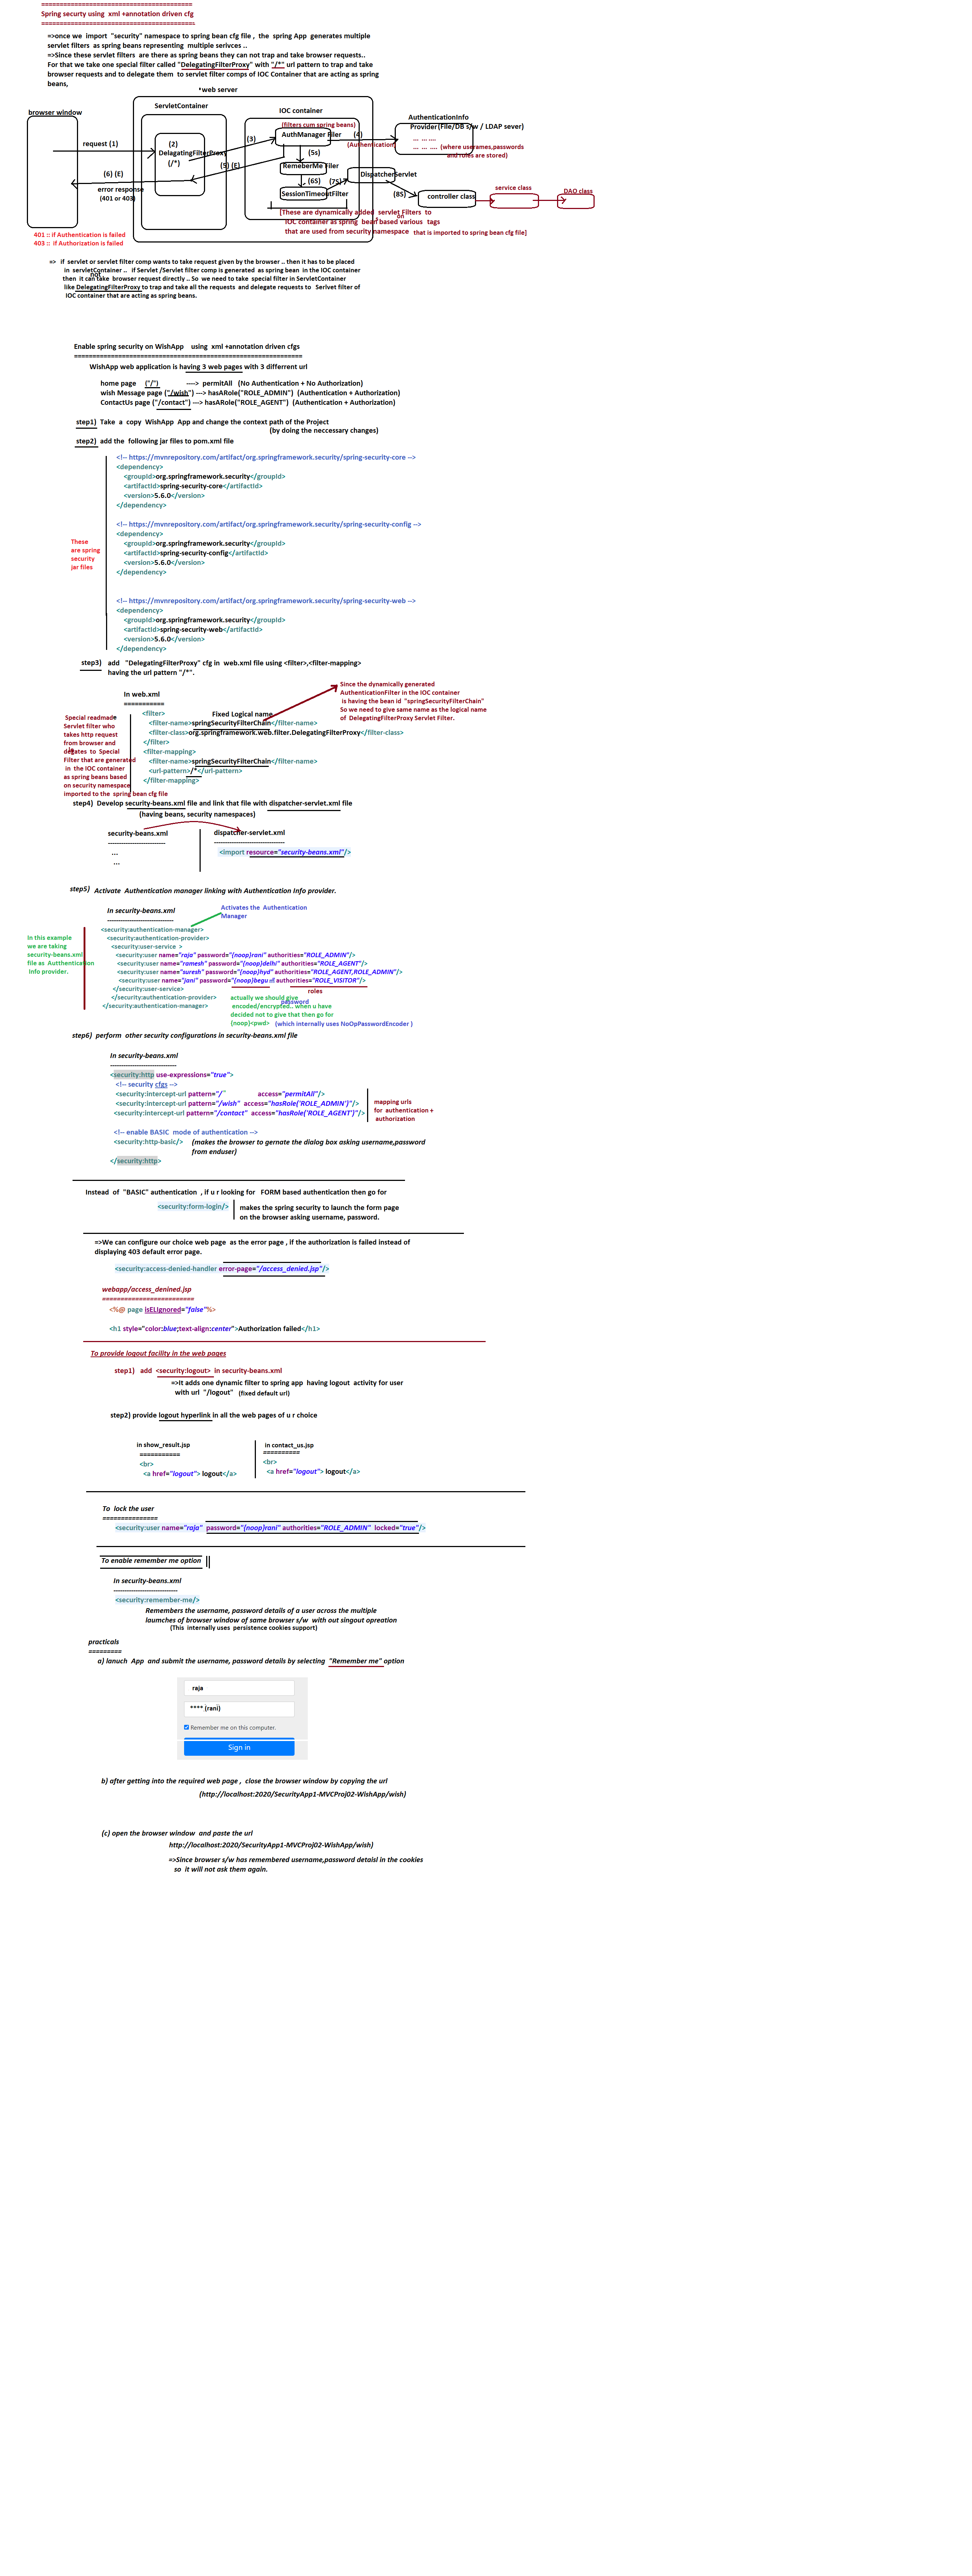 =========================================
Spring securty using xml +annotation driven cfg
=========================================.
=>once we import "security" namespace to spring bean cfg file , the spring App generates multiple
servlet filters as spring beans representing multiple serivces ..
=>Since these servlet filters are there as spring beans they can not trap and take browser requests..
For that we take one special filter called "DelegatingFilterProxy" with "/*" url pattern to trap and take
browser requests and to delegate them to servlet filter comps of IOC Container that are acting as spring
beans,
web server
browser window
ServletContainer
IOC container
AuthenticationInfo
Provider(File/DB s/w / LDAP sever)
(filters cum spring beans)
AuthManager Filer
(4)
(Authentication)
... ... ....
... ... .... (where userames,passwords
and roles are stored)
request (1)
(2)
DelagatingFilterProxy
(/*)
(3)
(5s)
(5) (E)
RemeberMe Filer
(6) (E)
error response
(401 or 403)
(6S) (7S)
DispatcherServlet
SessionTimeoutFilter
(8S)
controller class
service class
DAO class
[These are dynamically added servlet Filters to
IOC container as spring bean based various tags
on
that are used from security namespace that is imported to spring bean cfg file]
401 :: if Authentication is failed
403 :: if Authorization is failed
=> if servlet or servlet filter comp wants to take request given by the browser .. then it has to be placed
in servletContainer .. if Servlet /Servlet filter comp is generated as spring bean in the IOC container
not
then it can take browser request directly .. So we need to take special filter in ServletContainer
like DelegatingFilterProxy to trap and take all the requests and delegate requests to Serlvet filter of
IOC container that are acting as spring beans.
Enable spring security on WishApp using xml +annotation driven cfgs
==============================================================
WishApp web application is having 3 web pages with 3 differrent url
home page ("/") ----> permitAll (No Authentication + No Authorization)
wish Message page ("/wish") ---> hasARole("ROLE_ADMIN") (Authentication + Authorization)
ContactUs page ("/contact") ---> hasARole("ROLE_AGENT") (Authentication + Authorization)
step1) Take a copy WishApp App and change the context path of the Project
(by doing the neccessary changes)
step2) add the following jar files to pom.xml file
<!-- https://mvnrepository.com/artifact/org.springframework.security/spring-security-core -->
<dependency>
<groupId>org.springframework.security</groupId>
<artifactId>spring-security-core</artifactId>
<version>5.6.0</version>
</dependency>
<!-- https://mvnrepository.com/artifact/org.springframework.security/spring-security-config -->
<dependency>
<groupId>org.springframework.security</groupId>
<artifactId>spring-security-config</artifactId>
<version>5.6.0</version>
</dependency>
These
are spring
security
jar files
<!-- https://mvnrepository.com/artifact/org.springframework.security/spring-security-web -->
<dependency>
<groupId>org.springframework.security</groupId>
<artifactId>spring-security-web</artifactId>
<version>5.6.0</version>
</dependency>
step3) add "DelegatingFilterProxy" cfg in web.xml file using <filter>,<filter-mapping>
having the url pattern "/*".
Since the dynamically generated
AuthenticationFilter in the IOC container
is having the bean id "springSecurityFilterChain"
So we need to give same name as the logical name
of DelegatingFilterProxy Servlet Filter.
In web.xml
===========
<filter> Fixed Logical name
<filter-name>springSecurityFilterChain</filter-name>
<filter-class>org.springframework.web.filter.DelegatingFilterProxy</filter-class>
</filter>
<filter-mapping>
<filter-name>springSecurityFilterChain</filter-name>
<url-pattern>/*</url-pattern>
</filter-mapping>
Special readmade
Servlet filter who
takes http request
from browser and
delgates to Special
Filter that are generated
in the IOC container
as spring beans based
on security namespace
imported to the spring bean cfg file
step4) Develop security-beans.xml file and link that file with dispatcher-servlet.xml file
(having beans, security namespaces)
security-beans.xml
---------------------------
...
...
dispatcher-servlet.xml
---------------------------------
<import resource="security-beans.xml"/>
step5) Activate Authentication manager linking with Authentication Info provider.
In security-beans.xml
------------------------------
Activates the Authentication
Manager
<security:authentication-manager>
<security:authentication-provider>
<security:user-service >
<security:user name="raja" password="{noop}rani" authorities="ROLE_ADMIN"/>
<security:user name="ramesh" password="{noop}delhi" authorities="ROLE_AGENT"/>
<security:user name="suresh" password="{noop}hyd" authorities="ROLE_AGENT,ROLE_ADMIN"/>
<security:user name="jani" password="{noop}begum" authorities="ROLE_VISITOR"/>
</security:user-service>
</security:authentication-provider>
</security:authentication-manager>
In this example
we are taking
security-beans.xml
file as Autthentication
Info provider.
roles
actually we should give
password
encoded/encrypted.. when u have
decided not to give that then go for
{noop}<pwd> (which internally uses NoOpPasswordEncoder )
step6) perform other security configurations in security-beans.xml file
In security-beans.xml
------------------------------
<security:http use-expressions="true">
<!-- security cfgs -->
<security:intercept-url pattern="/" access="permitAll"/>
<security:intercept-url pattern="/wish" access="hasRole('ROLE_ADMIN')"/>
<security:intercept-url pattern="/contact" access="hasRole('ROLE_AGENT')"/>
mapping urls
for authentication +
authorization
<!-- enable BASIC mode of authentication -->
<security:http-basic/> (makes the browser to gernate the dialog box asking username,password
from enduser)
</security:http>
Instead of "BASIC" authentication , if u r looking for FORM based authentication then go for
<security:form-login/> makes the spring security to launch the form page
on the browser asking username, password.
=>We can configure our choice web page as the error page , if the authorization is failed instead of
displaying 403 default error page.
<security:access-denied-handler error-page="/access_denied.jsp"/>
webapp/access_denined.jsp
=========================
<%@ page isELIgnored="false"%>
<h1 style="color:blue;text-align:center">Authorization failed</h1>
To provide logout facility in the web pages
step1) add <security:logout> in security-beans.xml
=>It adds one dynamic filter to spring app having logout activity for user
with url "/logout" (fixed default url)
step2) provide logout hyperlink in all the web pages of u r choice
in show_result.jsp
===========
<br>
<a href="logout"> logout</a>
in contact_us.jsp
==========
<br>
<a href="logout"> logout</a>
To lock the user
===============
<security:user name="raja" password="{noop}rani" authorities="ROLE_ADMIN" locked="true"/>
To enable remember me option
In security-beans.xml
-----------------------------
<security:remember-me/>
Remembers the username, password details of a user across the multiple
laumches of browser window of same browser s/w with out singout opreation
(This internally uses persistence cookies support)
practicals
=========
a) lanuch App and submit the username, password details by selecting "Remember me" option
raja
**** (rani)
Remember me on this computer.
Sign in
b) after getting into the required web page , close the browser window by copying the url
(http://localhost:2020/SecurityApp1-MVCProj02-WishApp/wish)
(c) open the browser window and paste the url
http://localhost:2020/SecurityApp1-MVCProj02-WishApp/wish)
=>Since browser s/w has remembered username,password detaisl in the cookies
so it will not ask them again.